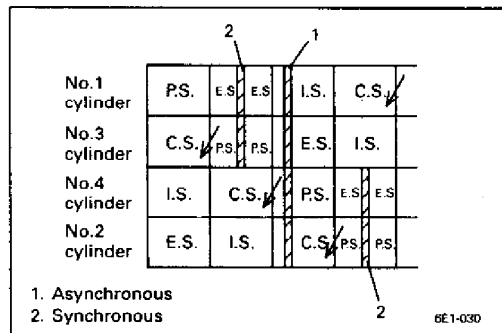 2 1
No.1 P.S. E.S E.S I.S. C.S.
cylinder
No.3 C.S. P.S. P.S. E.S. I.S.
cylinder
No.4 I.S. C.S. P.S. E.S E.S
cylinder
No.2 E.S. I.S. C.S P.S. P.S.
cylinder
2
1. Asynchronous
2. Synchronous
6E1-030